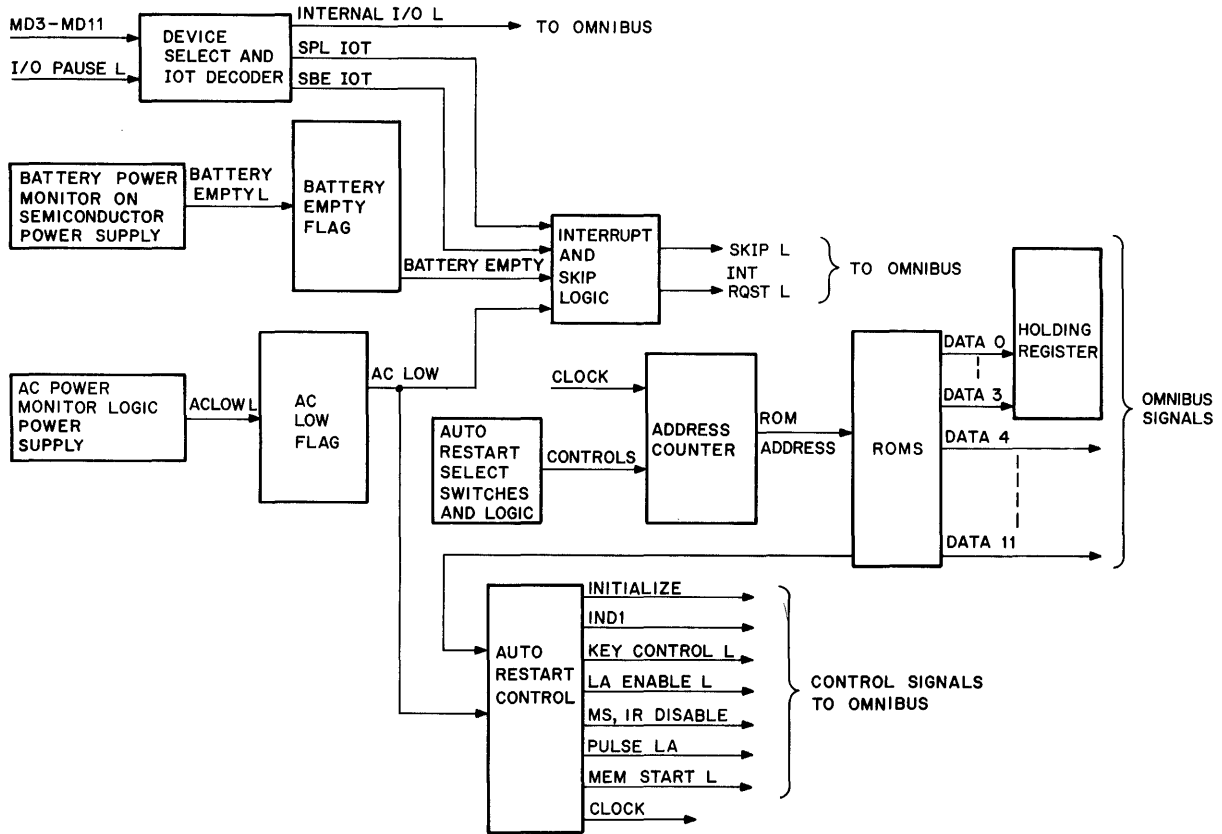 MD3-MD11
I/O PAUSE L
DEVICE
SELECT AND
IOT DECODER
INTERNAL I/O L
TO OMNIBUS
SPL IOT
SBE IOT
BATTERY POWER
MONITOR ON
SEMICONDUCTOR
POWER SUPPLY
BATTERY
EMPTY L
BATTERY
EMPTY
FLAG
BATTERY EMPTY
INTERRUPT
AND
SKIP
LOGIC
SKIP L
INT
RQST L
TO OMNIBUS
AC POWER
MONITOR LOGIC
POWER
SUPPLY
ACLOW L
AC
LOW
FLAG
AC LOW
CLOCK
AUTO
RESTART
SELECT
SWITCHES
AND LOGIC
CONTROLS
ADDRESS
COUNTER
ROM
ADDRESS
ROMS
DATA 0
DATA 3
HOLDING
REGISTER
DATA 4
DATA 11
OMNIBUS
SIGNALS
AUTO
RESTART
CONTROL
INITIALIZE
IND1
KEY CONTROL L
LA ENABLE L
MS, IR DISABLE
PULSE LA
MEM START L
CLOCK
CONTROL SIGNALS
TO OMNIBUS